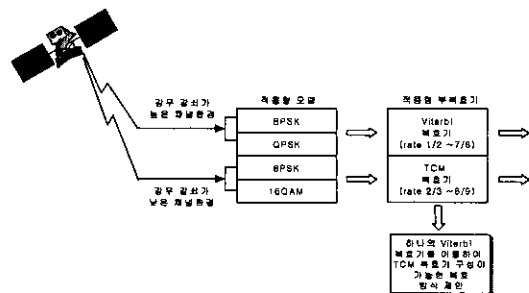 강우 감쇠가
높은 채널환경
적응형 모뎀
BPSK
QPSK
8PSK
16QAM
강우 감쇠가
낮은 채널환경
적응형 부복호기
Viterbi
복호기
(rate 1/2 ~7/8)
TCM
복호기
(rate 2/3 ~8/9)
하나의 Viterbi
복호기를 이용하여
TCM 복호기 구성이
가능한 복호
방식 제안